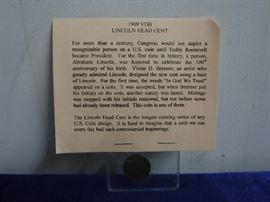 1909 VDB
LINCOLN HEAD CENT
For more than a century, Congress would not depict a
recognizable person on a U.S. coin until Teddy Roosevelt
became President. For the first time in history, a person,
Abraham Lincoln, was honored to celebrate the 100th
anniversary of his birth. Victor D. Brenner, an artist who
greatly admired Lincoln, designed the new cent using a bust
of Lincoln. For the first time, the words "In God We Trust"
appeared on a coin. It was accepted, but when Brenner put
his initials on the coin, another outcry was heard. Mintage
was stopped with his initials removed, but not before some
had already been released. This coin is one of them.
The Lincoln Head Cent is the longest running series of any
U.S. Coin design. It is hard to imagine that a coin we use
every day had such controversial beginnings.